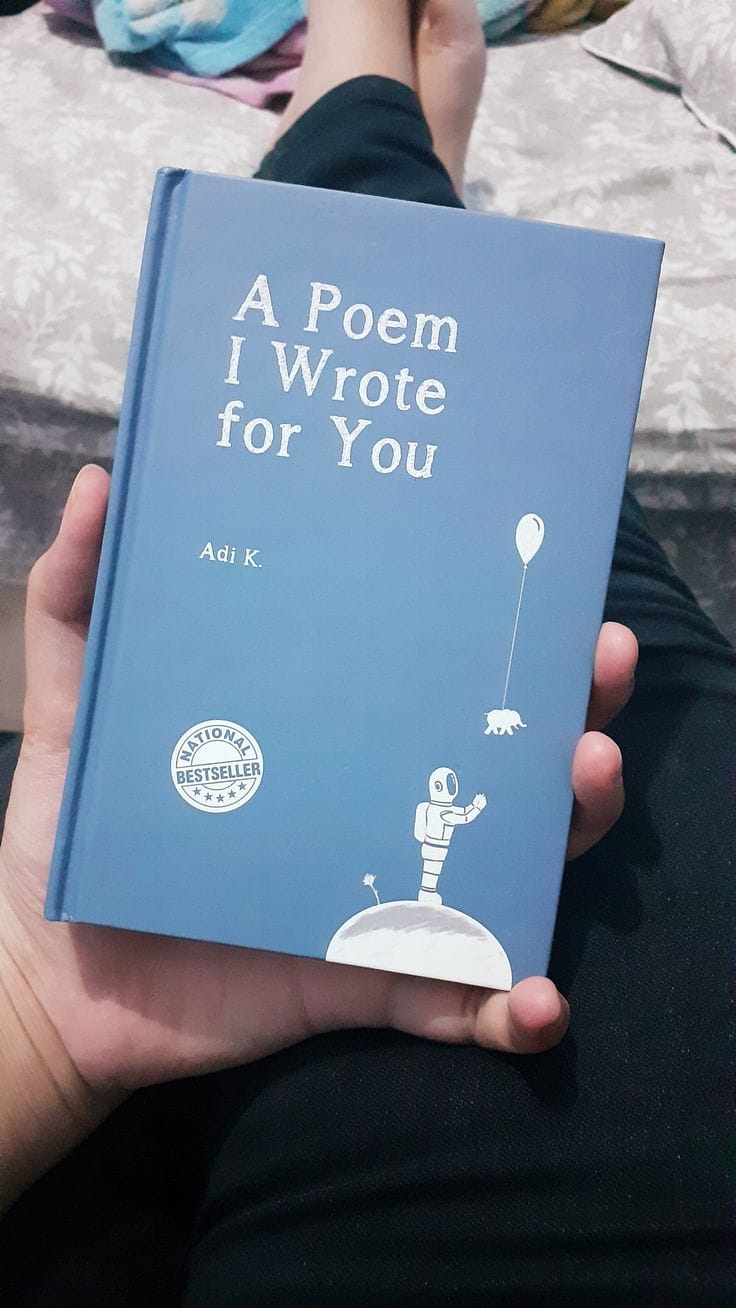 A Poem
I Wrote
for You
Adi K.
NATIONAL
BESTSELLER